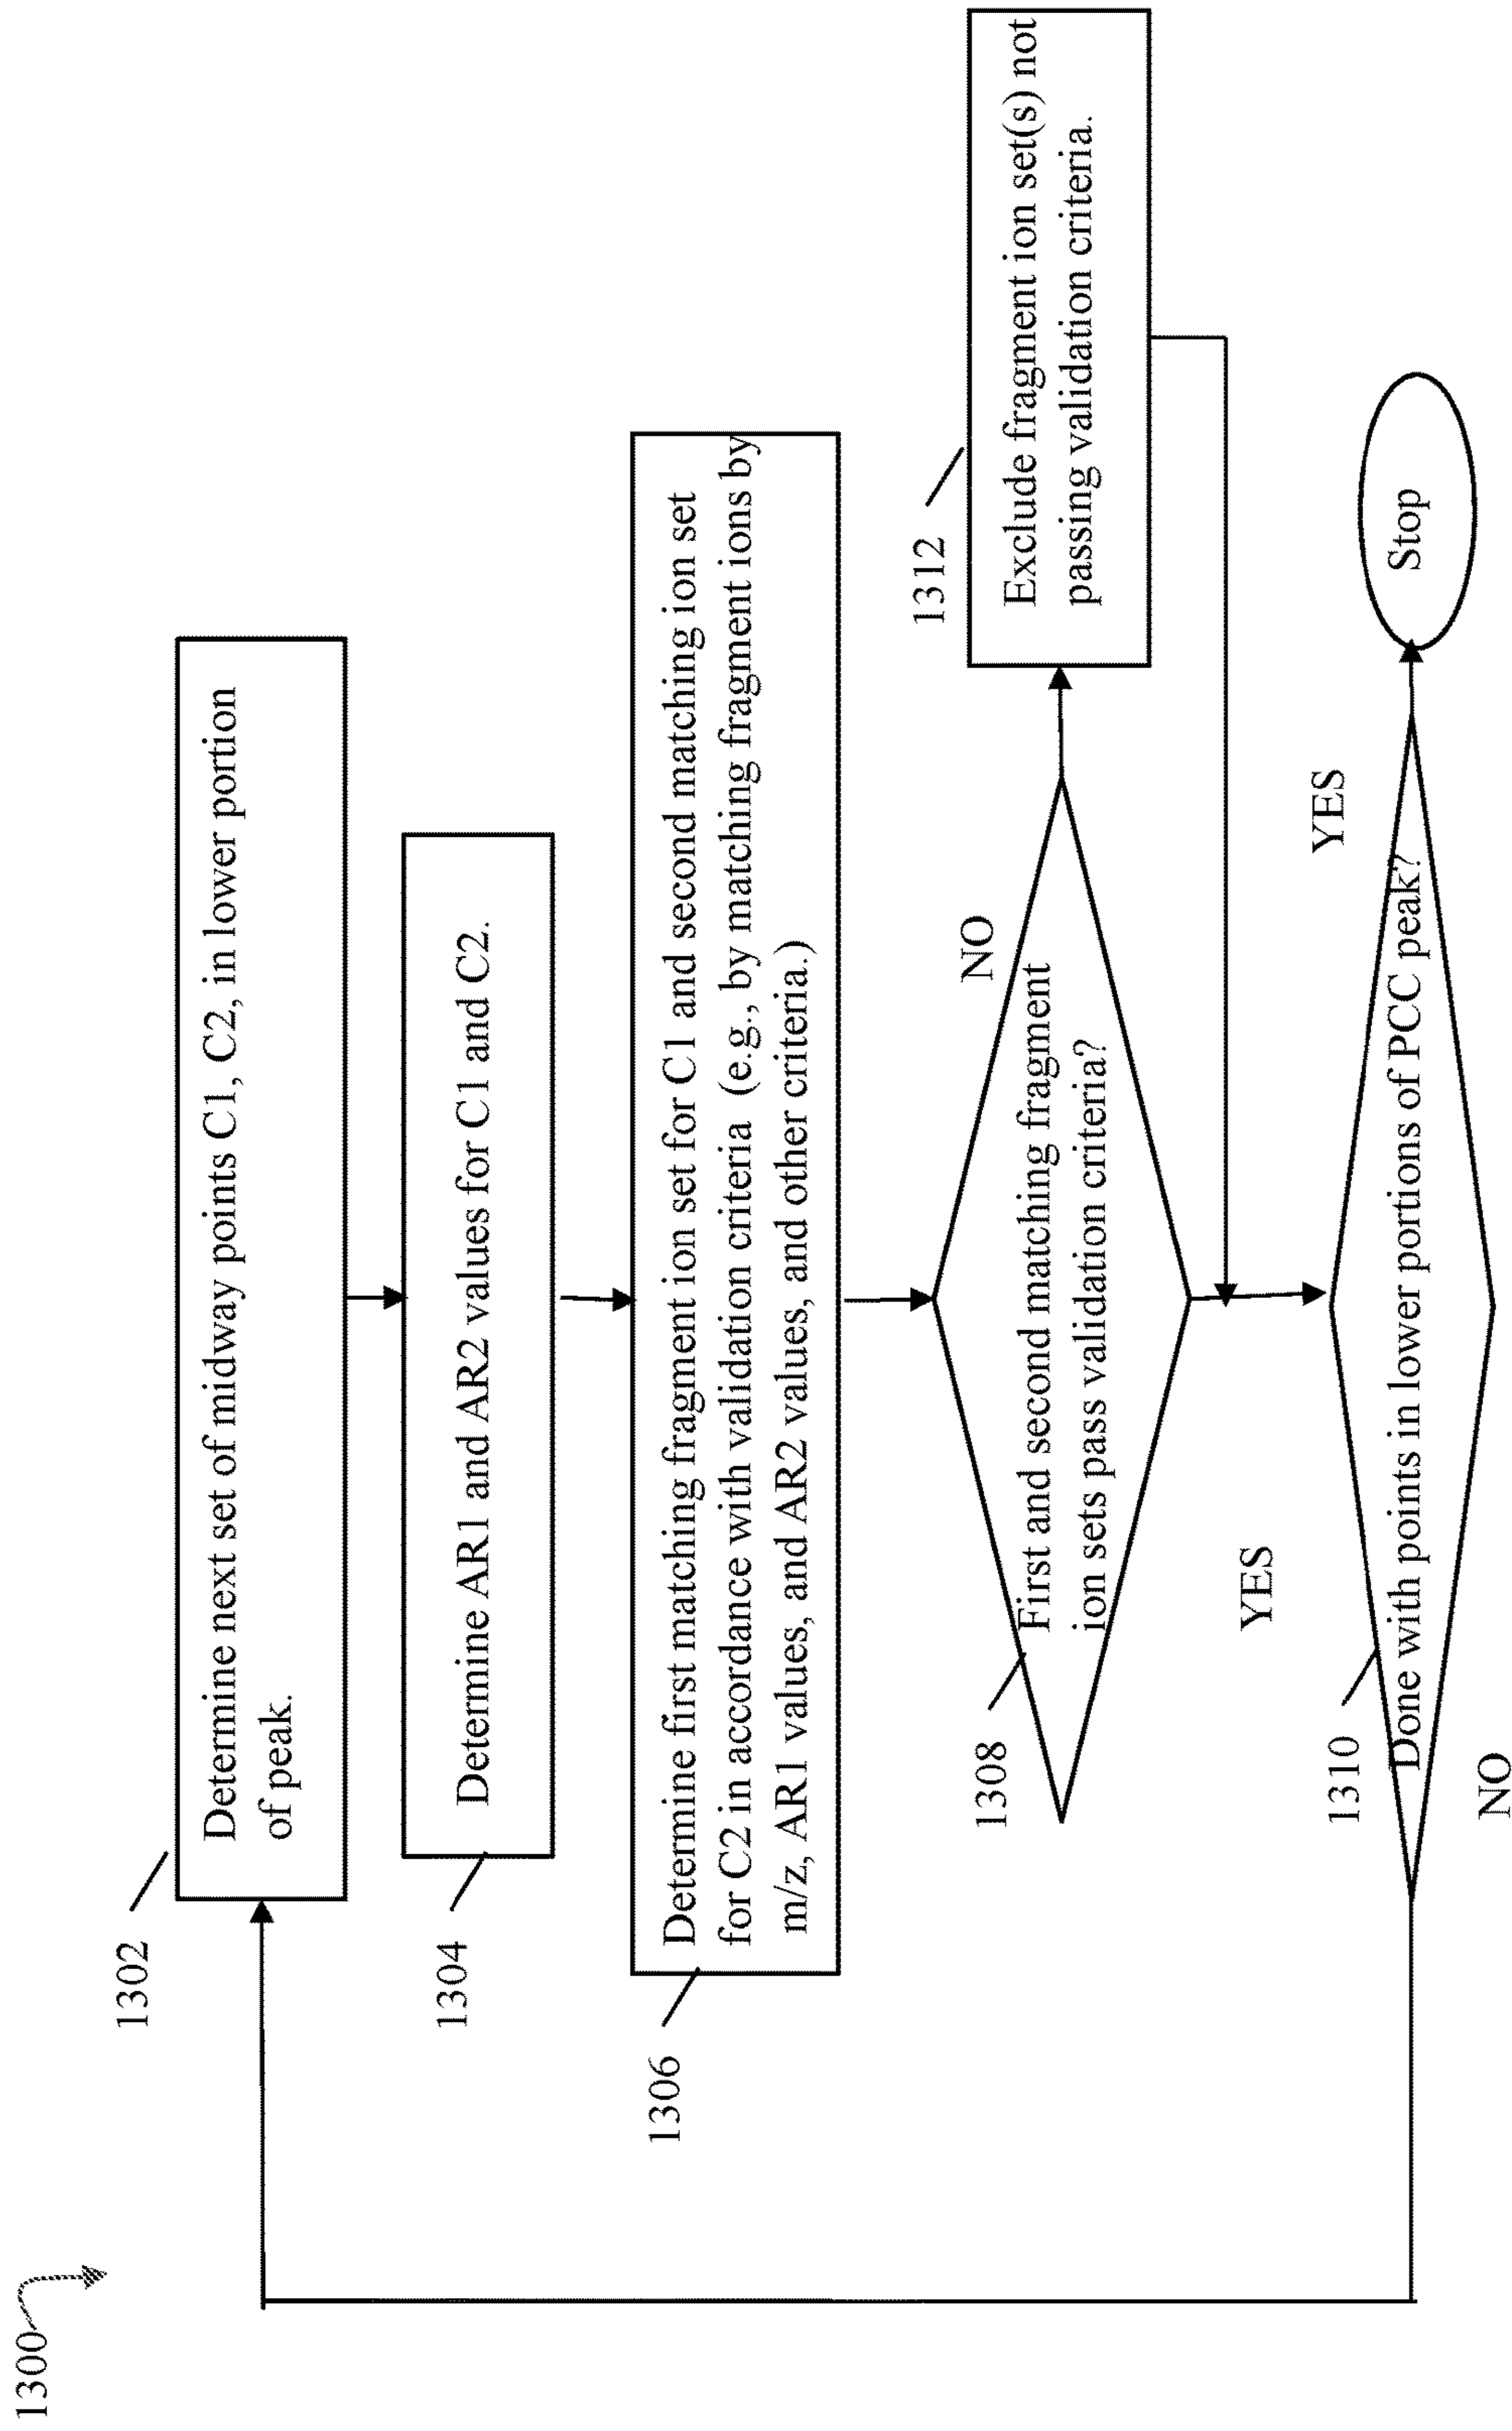 1300
1302
Determine next set of midway points C1, C2, in lower portion
of peak.
1304
Determine AR1 and AR2 values for C1 and C2.
1306
Determine first matching fragment ion set for C1 and second matching ion set
for C2 in accordance with validation criteria (e.g., by matching fragment ions by
m/z, AR1 values, and AR2 values, and other criteria.)
1308
First and second matching fragment
ion sets pass validation criteria?
NO
1312
Exclude fragment ion set(s) not
passing validation criteria.
YES
1310
Done with points in lower portions of PCC peak?
YES
Stop
NO